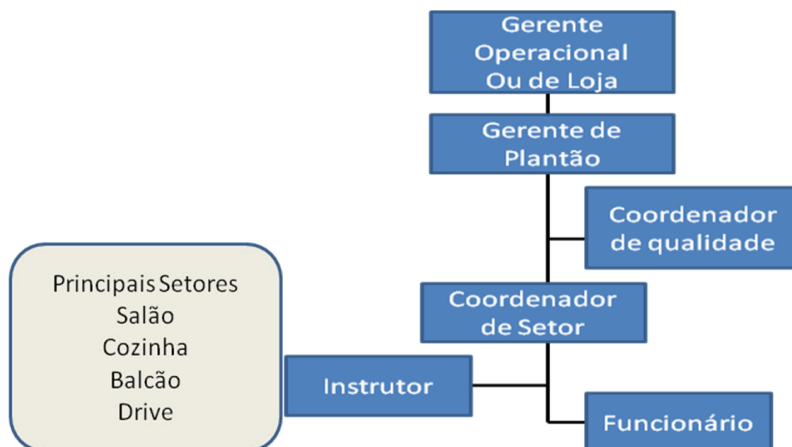 Gerente
Operacional
Ou de Loja
Gerente de
Plantão
Coordenador
de qualidade
Principais Setores
Salão
Cozinha
Balcão
Drive
Coordenador
de Setor
Instrutor
Funcionário